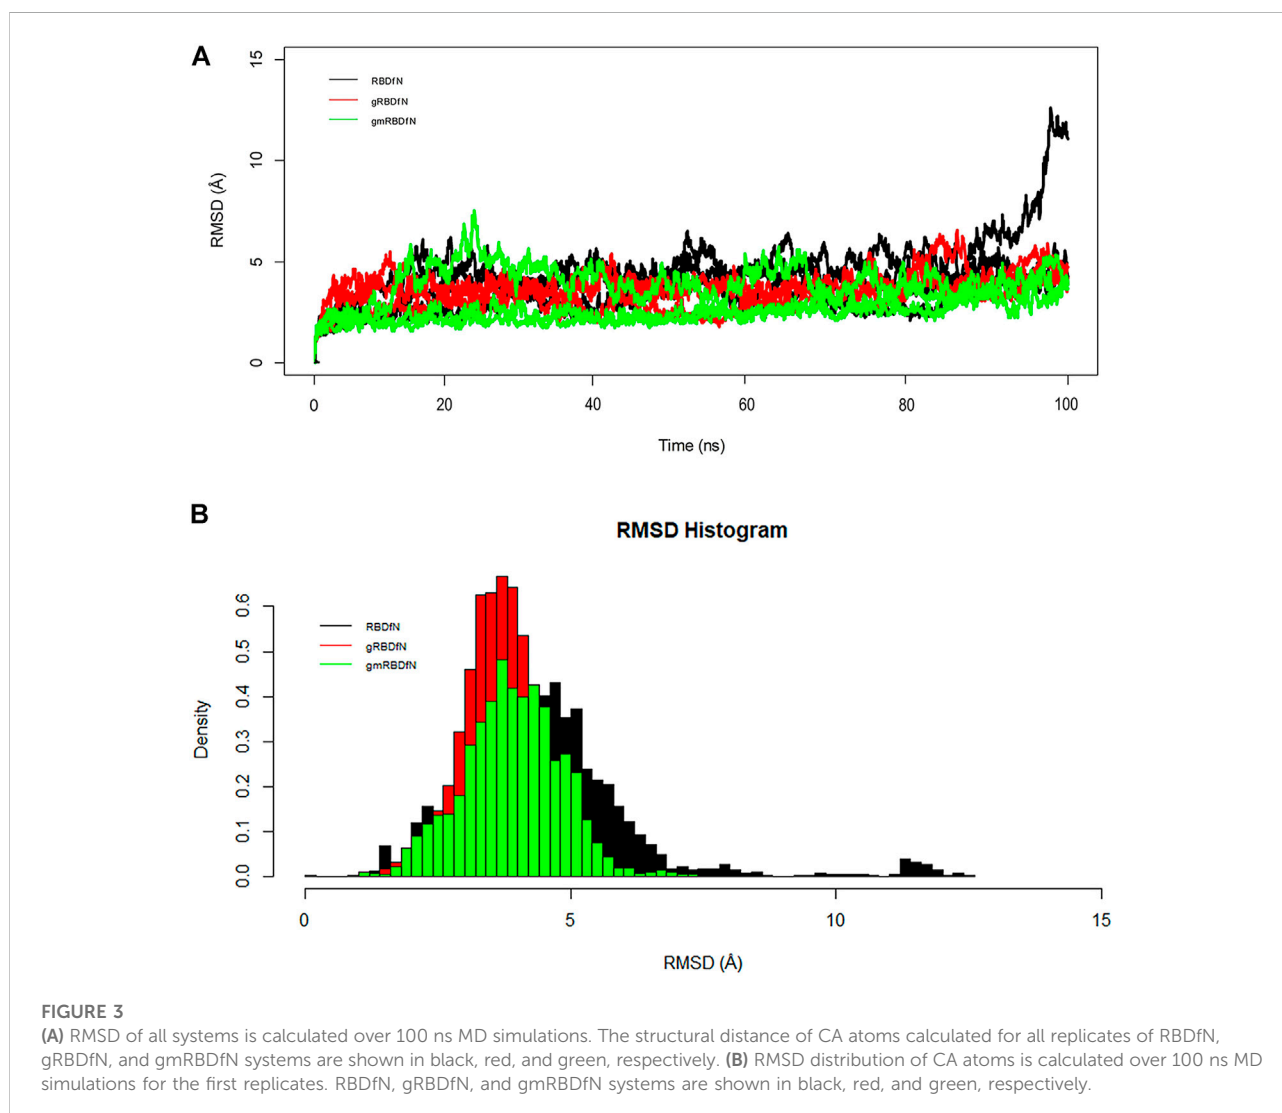 A
15
10
5
0
RMSD (Å)
RBDfN
gRBDfN
gmRBDfN
0 20 40 60 80 100
Time (ns)
B
RMSD Histogram
0.6
0.5
0.4
0.3
0.2
0.1
0.0
Density
RBDfN
gRBDfN
gmRBDfN
0 5 10 15
RMSD (Å)
FIGURE 3
(A) RMSD of all systems is calculated over 100 ns MD simulations. The structural distance of CA atoms calculated for all replicates of RBDfN,
gRBDfN, and gmRBDfN systems are shown in black, red, and green, respectively. (B) RMSD distribution of CA atoms is calculated over 100 ns MD
simulations for the first replicates. RBDfN, gRBDfN, and gmRBDfN systems are shown in black, red, and green, respectively.